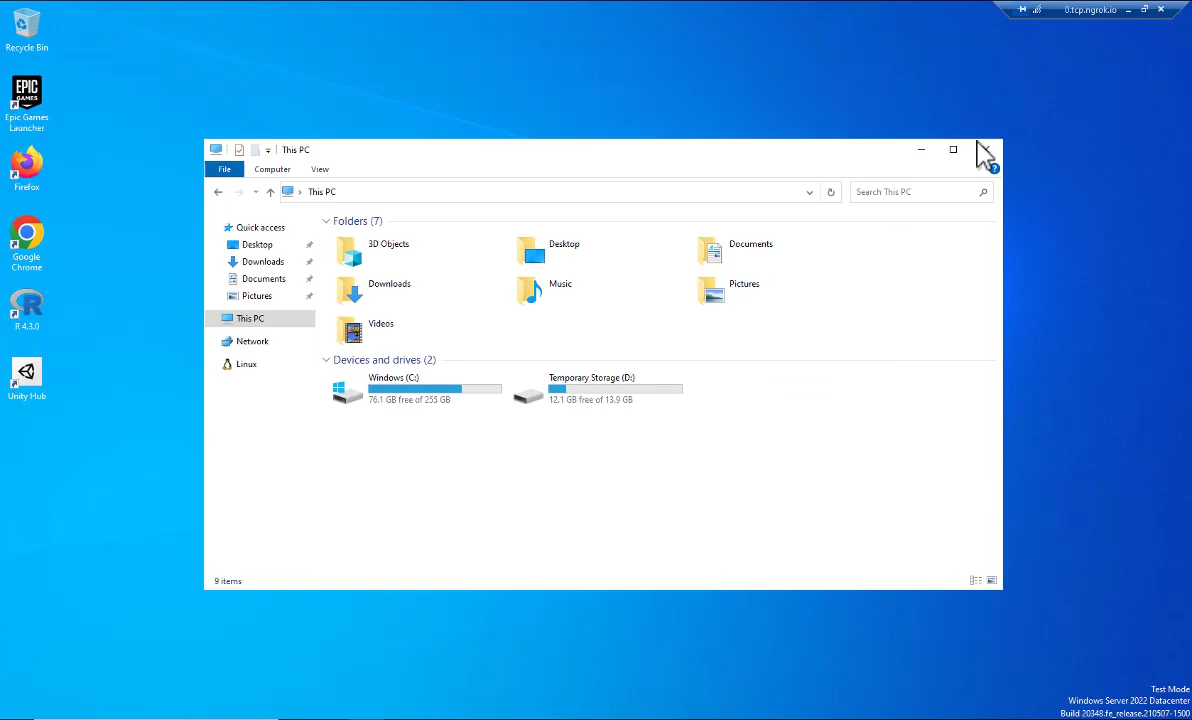 0.tcp.ngrok.io
Recycle Bin
EPIC
GAMES
Epic Games
Launcher
Firefox
Google
Chrome
R 4.3.0
Unity Hub
This PC
File
Computer
View
This PC
Search This PC
Quick access
Desktop
Downloads
Documents
Pictures
This PC
Network
Linux
Folders (7)
3D Objects
Desktop
Documents
Downloads
Music
Pictures
Videos
Devices and drives (2)
Windows (C:)
76.1 GB free of 255 GB
Temporary Storage (D:)
12.1 GB free of 13.9 GB
9 items
Test Mode
Windows Server 2022 Datacenter
Build 20348.fe_release.210507-1500